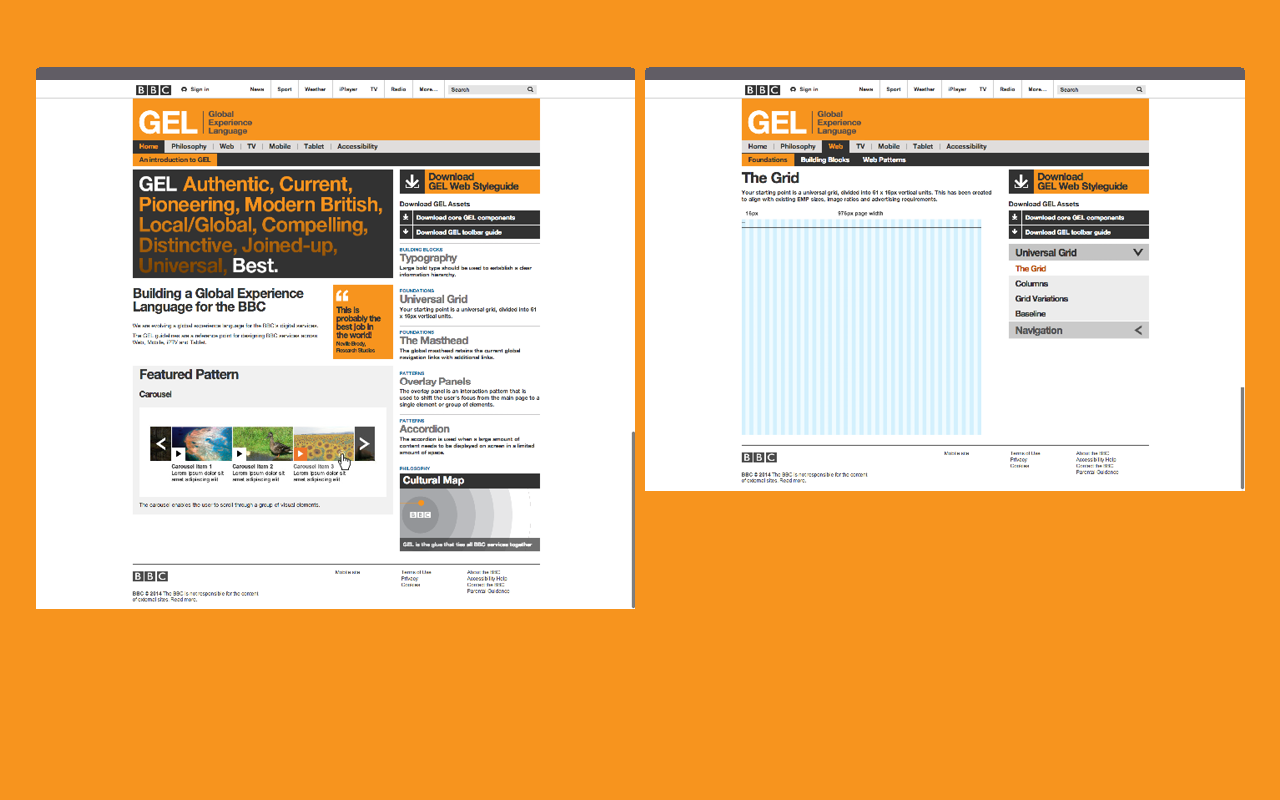 BBC Sign in News Sport Weather iPlayer TV Radio More... Search
GEL Global
Experience
Language
Home Philosophy Web TV Mobile Tablet Accessibility
An introduction to GEL
GEL Authentic, Current,
Pioneering, Modern British,
Local/Global, Compelling,
Distinctive, Joined-up,
Universal, Best.
Building a Global Experience
Language for the BBC
We are evolving a global experience language for the BBC's digital services.
The GEL guidelines are a reference point for designing BBC services across
Web, Mobile, IPTV and Tablet.
This is
probably the
best job in
the world!
Neville Brody,
Research Studios
Featured Pattern
Carousel
Carousel item 1
Lorem ipsum dolor sit
amet adipiscing elit
Carousel item 2
Lorem ipsum dolor sit
amet adipiscing elit
Carousel item 3
Lorem ipsum dolor sit
amet adipiscing elit
The carousel enables the user to scroll through a group of visual elements.
Download
GEL Web Styleguide
Download GEL Assets
Download core GEL components
Download GEL toolbar guide
BUILDING BLOCKS
Typography
Large bold type should be used to establish a clear
information hierarchy.
FOUNDATIONS
Universal Grid
Your starting point is a universal grid, divided into 61
x 16px vertical units.
FOUNDATIONS
The Masthead
The global masthead retains the current global
navigation links with additional links.
PATTERNS
Overlay Panels
The overlay panel is an interaction pattern that is
used to shift the user's focus from the main page to a
single element or group of elements.
PATTERNS
Accordion
The accordion is used when a large amount of
content needs to be displayed on screen in a limited
amount of space.
PHILOSOPHY
Cultural Map
BBC
GEL is the glue that ties all BBC services together
BBC
BBC © 2014 The BBC is not responsible for the content
of external sites. Read more.
Mobile site
Terms of Use
Privacy
Cookies
About the BBC
Accessibility Help
Contact the BBC
Parental Guidance
BBC Sign in News Sport Weather iPlayer TV Radio More... Search
GEL Global
Experience
Language
Home Philosophy Web TV Mobile Tablet Accessibility
Foundations Building Blocks Web Patterns
The Grid
Your starting point is a universal grid, divided into 61 x 16px vertical units. This has been created
to align with existing EMP sizes, image ratios and advertising requirements.
16px 976px page width
Download
GEL Web Styleguide
Download GEL Assets
Download core GEL components
Download GEL toolbar guide
Universal Grid
The Grid
Columns
Grid Variations
Baseline
Navigation
BBC
BBC © 2014 The BBC is not responsible for the content
of external sites. Read more.
Mobile site
Terms of Use
Privacy
Cookies
About the BBC
Accessibility Help
Contact the BBC
Parental Guidance